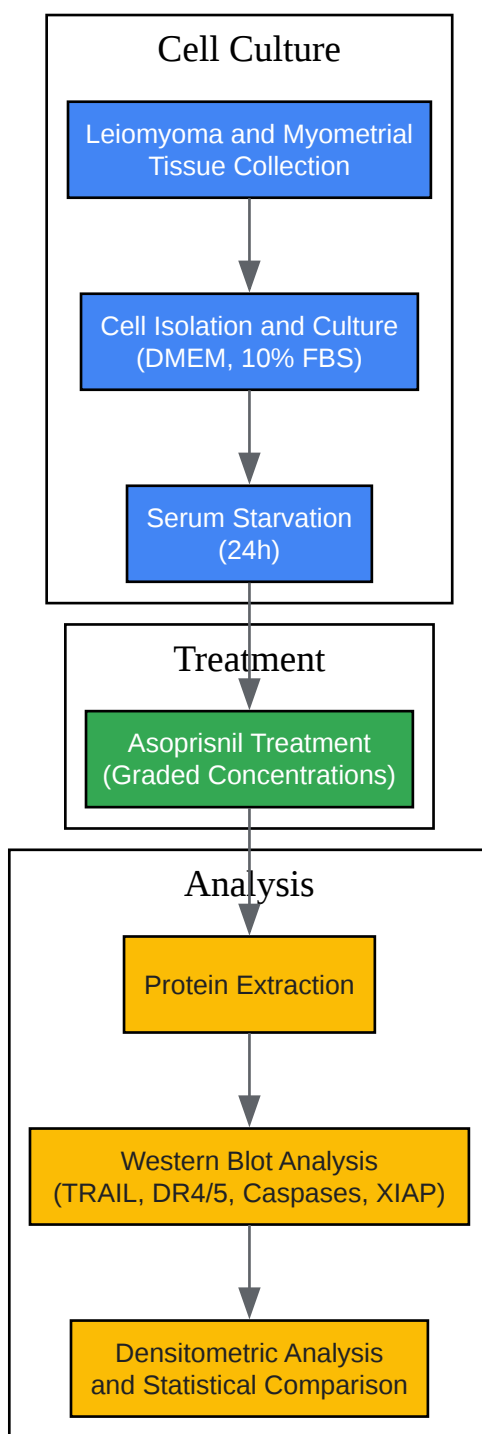 Cell Culture
Leiomyoma and Myometrial
Tissue Collection
Cell Isolation and Culture
(DMEM, 10% FBS)
Serum Starvation
(24h)
Treatment
Asoprisnil Treatment
(Graded Concentrations)
Analysis
Protein Extraction
Western Blot Analysis
(TRAIL, DR4/5, Caspases, XIAP)
Densitometric Analysis
and Statistical Comparison